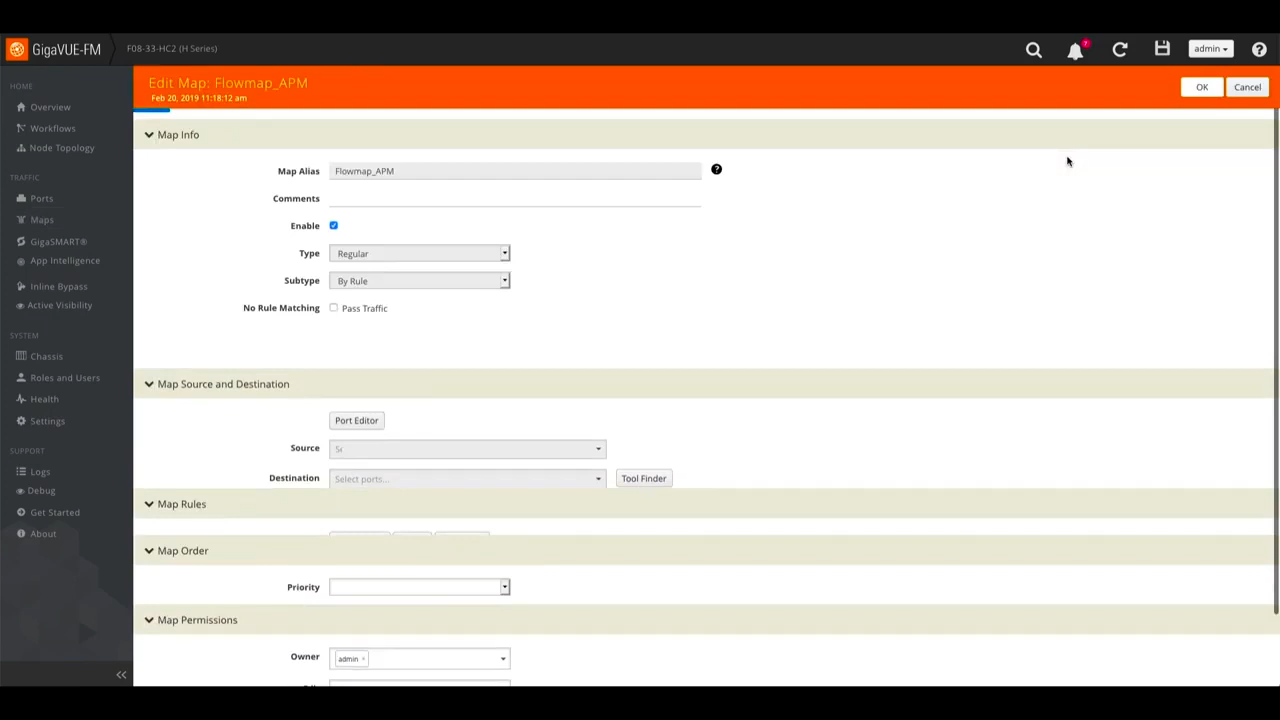 GigaVUE-FM
F08-33-HC2 (H Series)
7
admin
?
HOME
Overview
Workflows
Node Topology
TRAFFIC
Ports
Maps
GigaSMART®
App Intelligence
Inline Bypass
Active Visibility
SYSTEM
Chassis
Roles and Users
Health
Settings
SUPPORT
Logs
Debug
Get Started
About
Edit Map: Flowmap_APM
Feb 20, 2019 11:18:12 am
OK
Cancel
Map Info
Map Alias
Flowmap_APM
?
Comments
Enable
Type
Regular
Subtype
By Rule
No Rule Matching
Pass Traffic
Map Source and Destination
Port Editor
Source
Destination
Select ports...
Tool Finder
Map Rules
Map Order
Priority
Map Permissions
Owner
admin ×